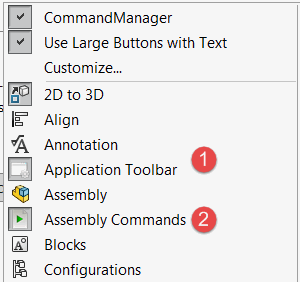 CommandManager
Use Large Buttons with Text
Customize...
2D to 3D
Align
Annotation
Application Toolbar
1
Assembly
Assembly Commands
2
Blocks
Configurations